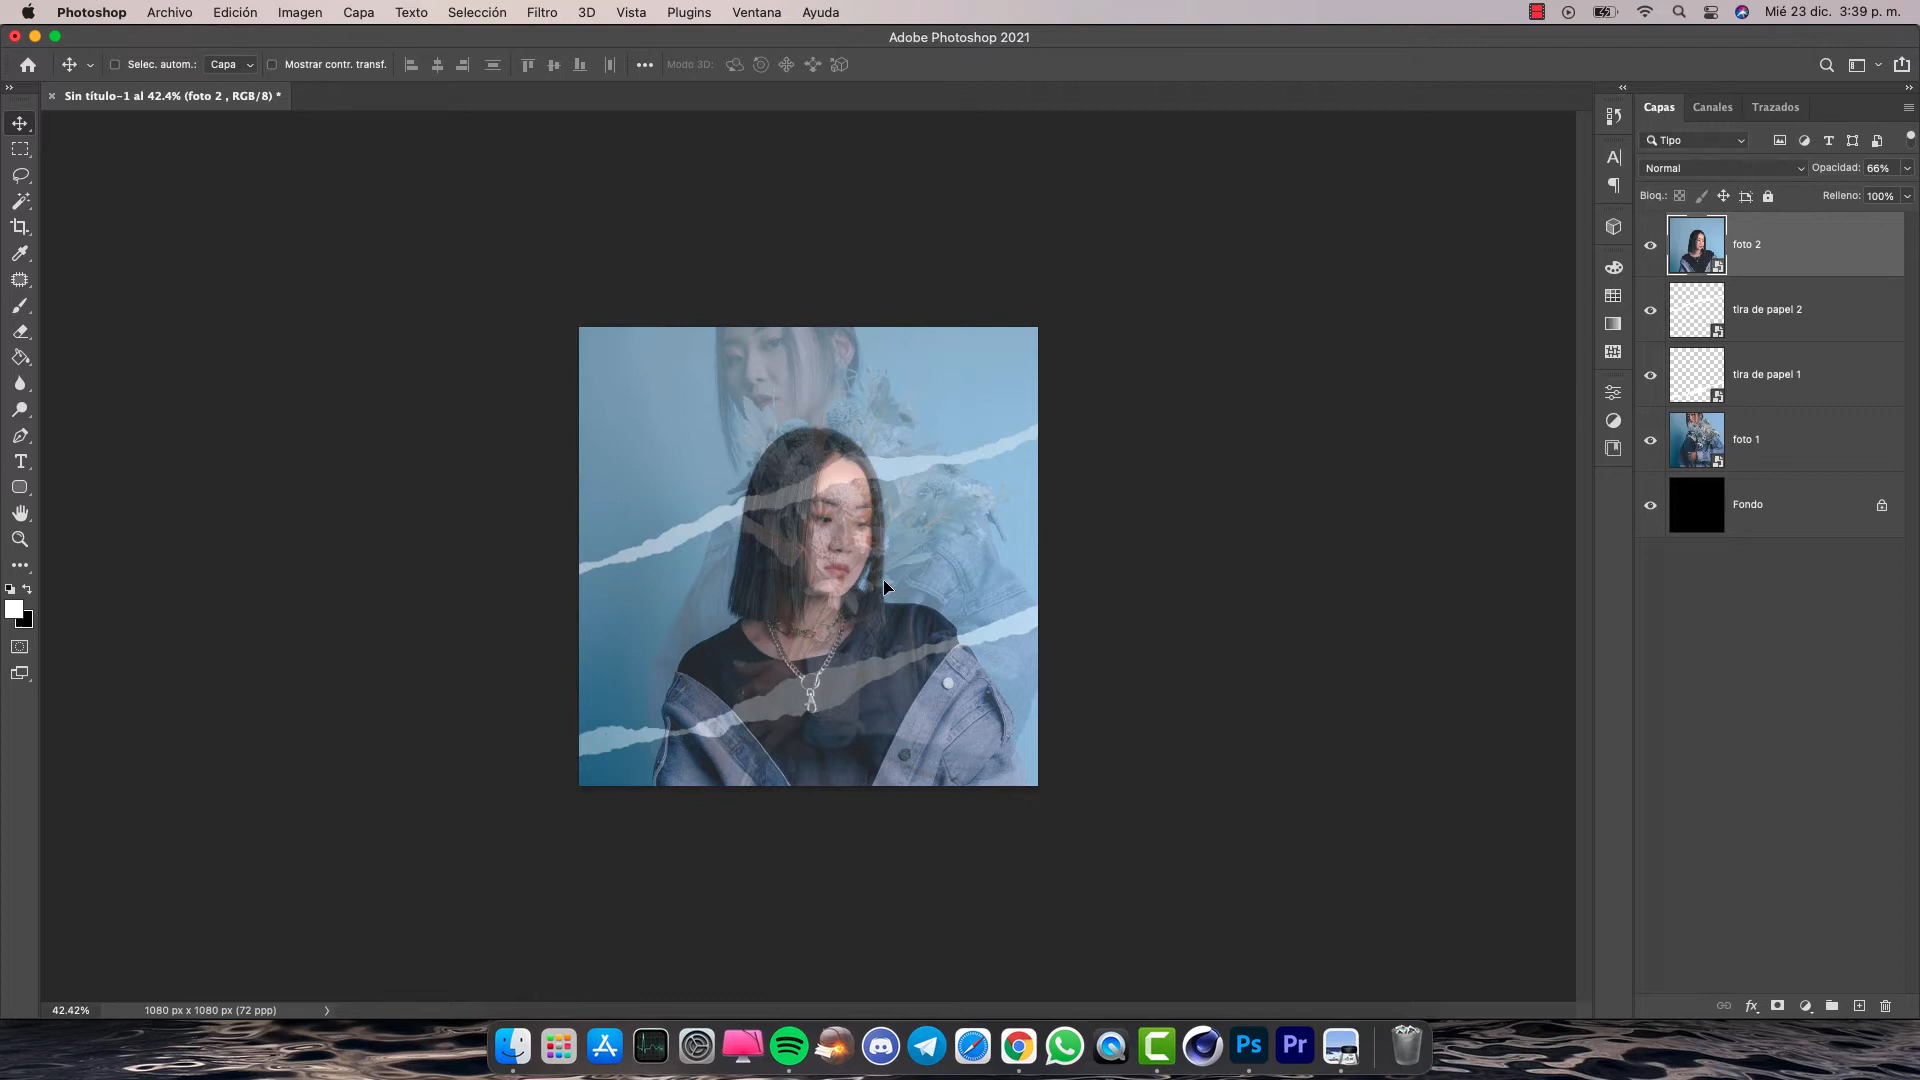 Photoshop Archivo Edición Imagen Capa Texto Selección Filtro 3D Vista Plugins Ventana Ayuda Mié 23 dic. 3:39 p. m.
Adobe Photoshop 2021
Selec. autom.: Capa Mostrar contr. transf. Modo 3D:
Sin título-1 al 42.4% (foto 2 , RGB/8) *
Capas Canales Trazados
Tipo
Normal Opacidad: 66%
Bloq.: Relleno: 100%
foto 2
tira de papel 2
tira de papel 1
foto 1
Fondo
42.42% 1080 px x 1080 px (72 ppp)
Ps Pr